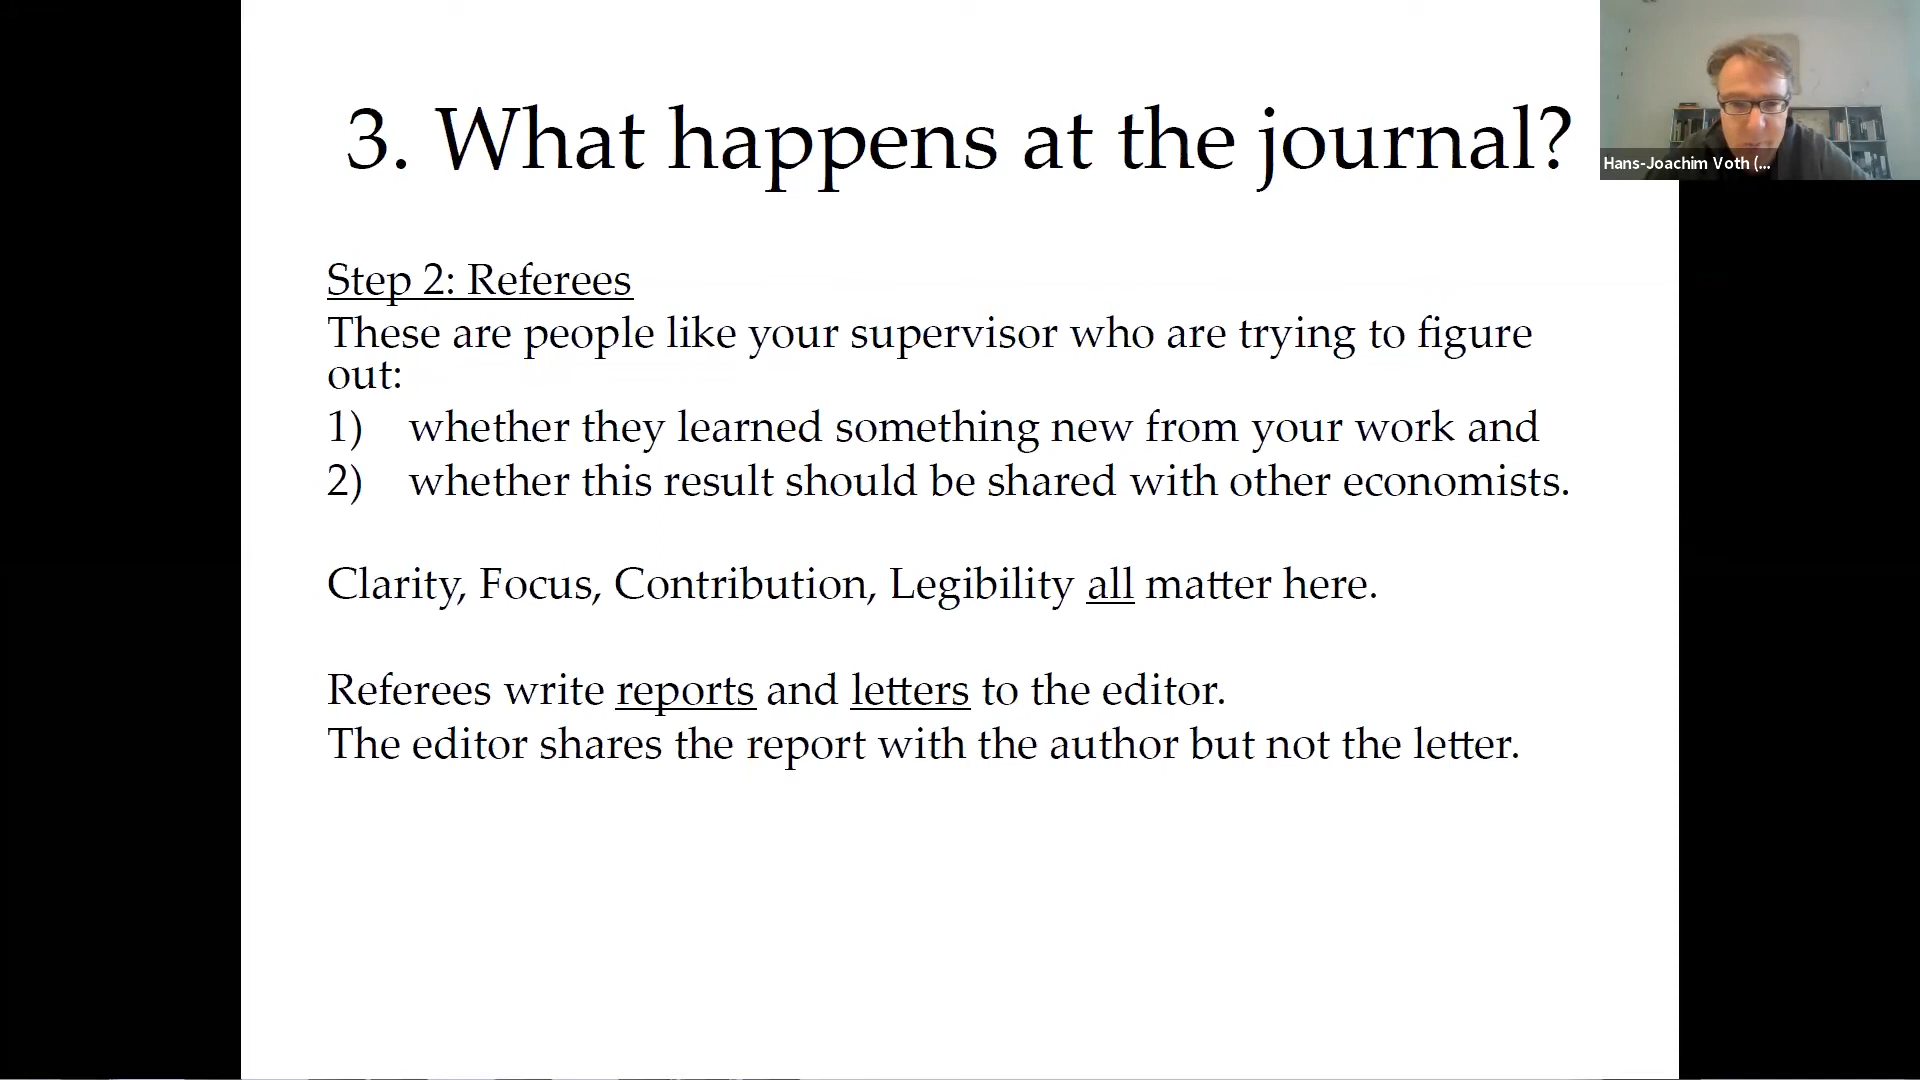 3. What happens at the journal?
Hans-Joachim Voth (...
Step 2: Referees
These are people like your supervisor who are trying to figure
out:
1) whether they learned something new from your work and
2) whether this result should be shared with other economists.
Clarity, Focus, Contribution, Legibility all matter here.
Referees write reports and letters to the editor.
The editor shares the report with the author but not the letter.